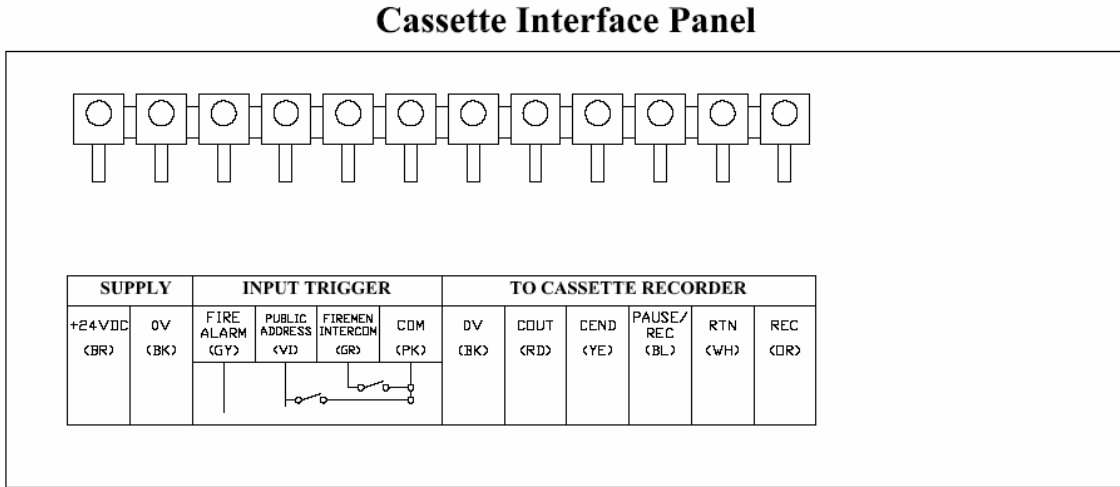 Cassette Interface Panel
SUPPLY INPUT TRIGGER TO CASSETTE RECORDER
+24VDC 0V FIRE ALARM PUBLIC ADDRESS FIREMEN INTERCOM COM 0V COUT CEND PAUSE/ REC RTN REC
(BR) (BK) (GY) (VI) (GR) (PK) (BK) (RD) (YE) (BL) (WH) (OR)